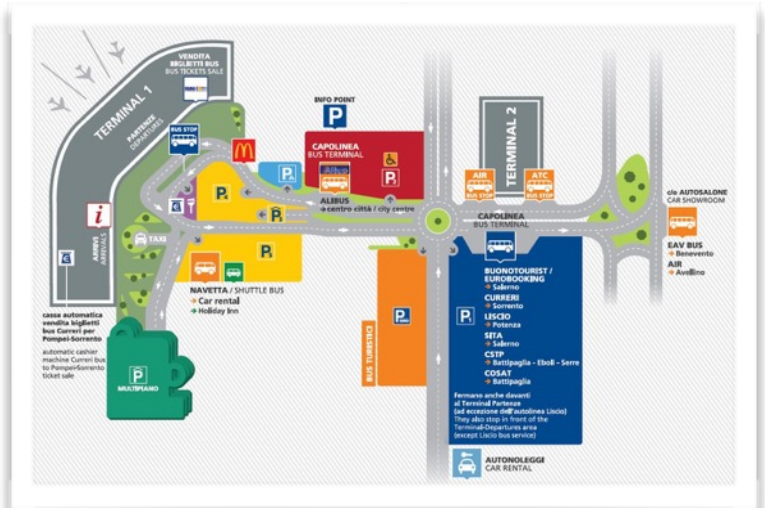 VENDITA
BIGLIETTI BUS
BUS TICKETS SALE
TERMINAL 1
PARTENZE
DEPARTURES
BUS STOP
INFO POINT
P
CAPOLINEA
BUS TERMINAL
P
P
ALIBUS
centro città / city centre
P
P
P
TERMINAL 2
AIR
BUS STOP
ATC
BUS STOP
CAPOLINEA
BUS TERMINAL
c/o AUTOSALONE
CAR SHOWROOM
EAV BUS
Benevento
AIR
Avellino
i
ARRIVI
ARRIVALS
€
€
TAXI
NAVETTA / SHUTTLE BUS
Car rental
Holiday Inn
cassa automatica
vendita biglietti
bus Curreri per
Pompei-Sorrento
automatic cashier
machine Curreri bus
to Pompei-Sorrento
ticket sale
P
MULTIPIANO
BUS TURISTICI
P
P
BUONOTOURIST /
EUROBOOKING
Salerno
CURRERI
Sorrento
LISCIO
Potenza
SITA
Salerno
CSTP
Battipaglia - Eboli - Serre
COSAT
Battipaglia
Fermano anche davanti
al Terminal Partenze
(ad eccezione dell'autolinea Liscio)
They also stop in front of the
Terminal-Departures area
(except Liscio bus service)
AUTONOLEGGI
CAR RENTAL